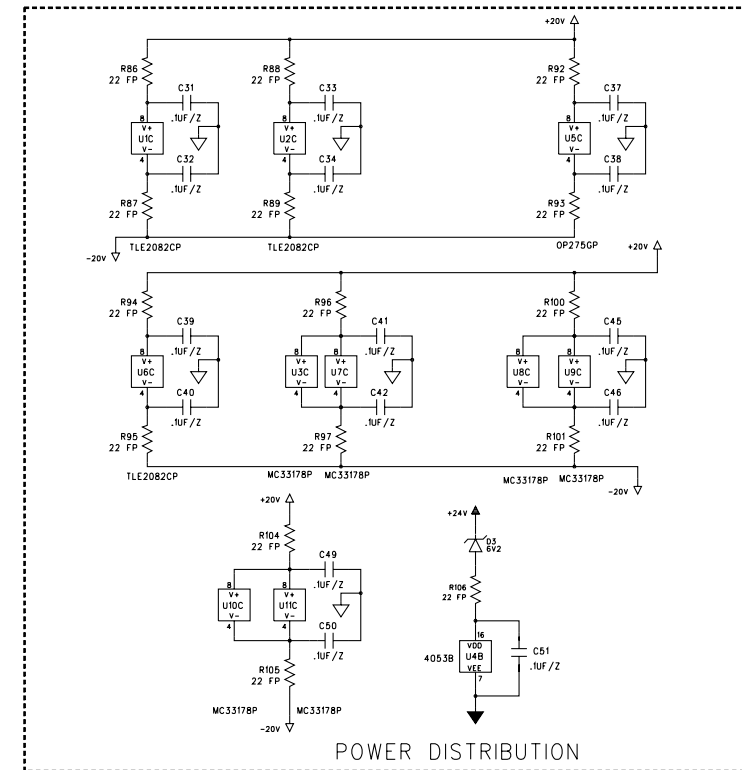 +20V
R86
22 FP
C31
.1UF/Z
8
V+
U1C
V-
4
C32
.1UF/Z
R87
22 FP
TLE2082CP
R88
22 FP
C33
.1UF/Z
8
V+
U2C
V-
4
C34
.1UF/Z
R89
22 FP
TLE2082CP
R92
22 FP
C37
.1UF/Z
8
V+
U5C
V-
4
C38
.1UF/Z
R93
22 FP
OP275GP
-20V
+20V
R94
22 FP
C39
.1UF/Z
8
V+
U6C
V-
4
C40
.1UF/Z
R95
22 FP
TLE2082CP
R96
22 FP
C41
.1UF/Z
8
V+
U3C
V-
4
8
V+
U7C
V-
4
C42
.1UF/Z
R97
22 FP
MC33178P
MC33178P
R100
22 FP
C45
.1UF/Z
8
V+
U8C
V-
4
8
V+
U9C
V-
4
C46
.1UF/Z
R101
22 FP
MC33178P
MC33178P
-20V
+20V
R104
22 FP
C49
.1UF/Z
8
V+
U10C
V-
4
8
V+
U11C
V-
4
C50
.1UF/Z
R105
22 FP
MC33178P
MC33178P
-20V
+24V
D3
6V2
R106
22 FP
16
VDD
4053B
U4B
VEE
7
C51
.1UF/Z
POWER DISTRIBUTION